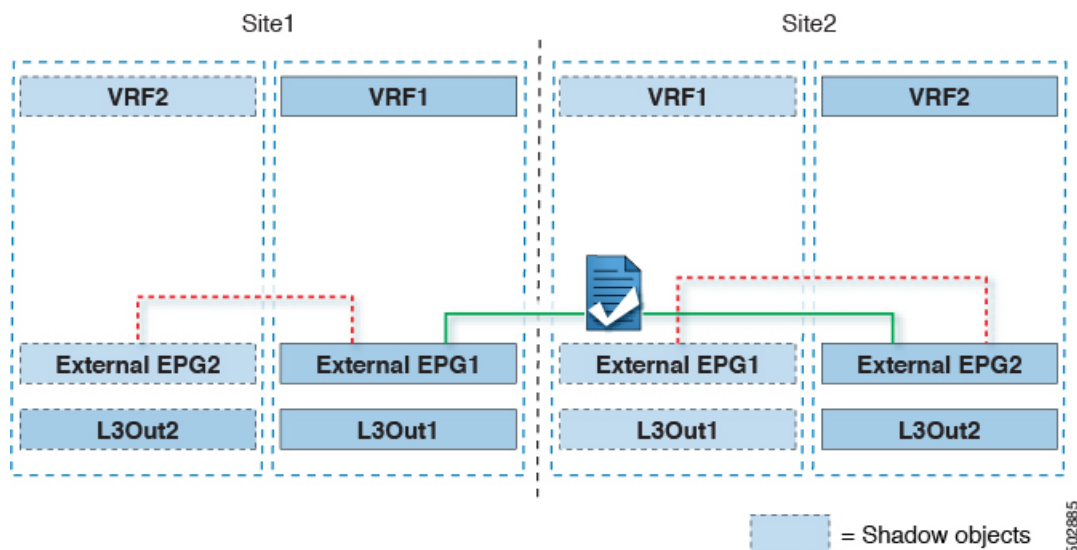 Site1
Site2
VRF2
VRF1
VRF1
VRF2
External EPG2
External EPG1
External EPG1
External EPG2
L3Out2
L3Out1
L3Out1
L3Out2
= Shadow objects
502885